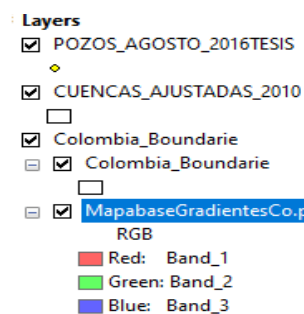 Layers
POZOS_AGOSTO_2016TESIS
CUENCAS_AJUSTADAS_2010
Colombia_Boundarie
Colombia_Boundarie
MapabaseGradientesCo.p
RGB
Red: Band_1
Green: Band_2
Blue: Band_3